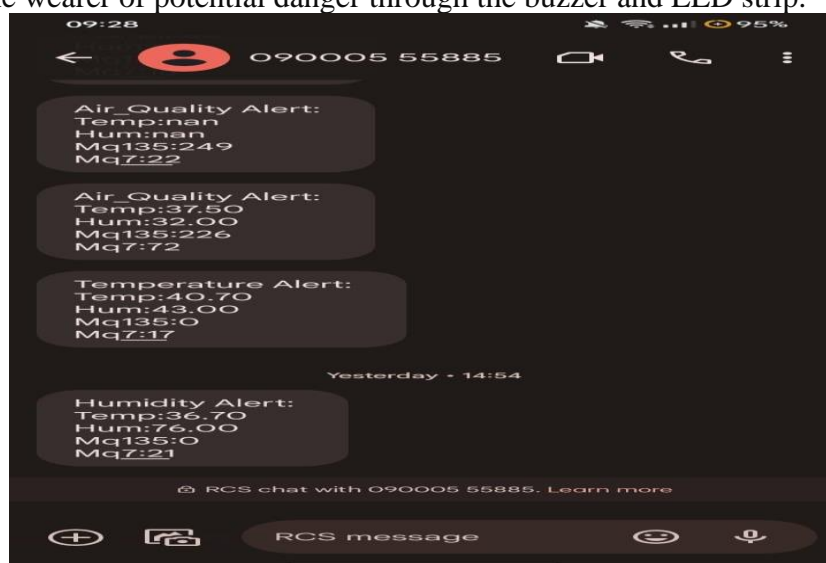 wearer of potential danger through the buzzer and LED strip.
09:28
95%
090005 55885
Air_Quality Alert:
Temp:nan
Hum:nan
Mq135:249
Mq7:22
Air_Quality Alert:
Temp:37.50
Hum:32.00
Mq135:226
Mq7:72
Temperature Alert:
Temp:40.70
Hum:43.00
Mq135:0
Mq7:17
Yesterday • 14:54
Humidity Alert:
Temp:36.70
Hum:76.00
Mq135:0
Mq7:21
RCS chat with 090005 55885. Learn more
RCS message